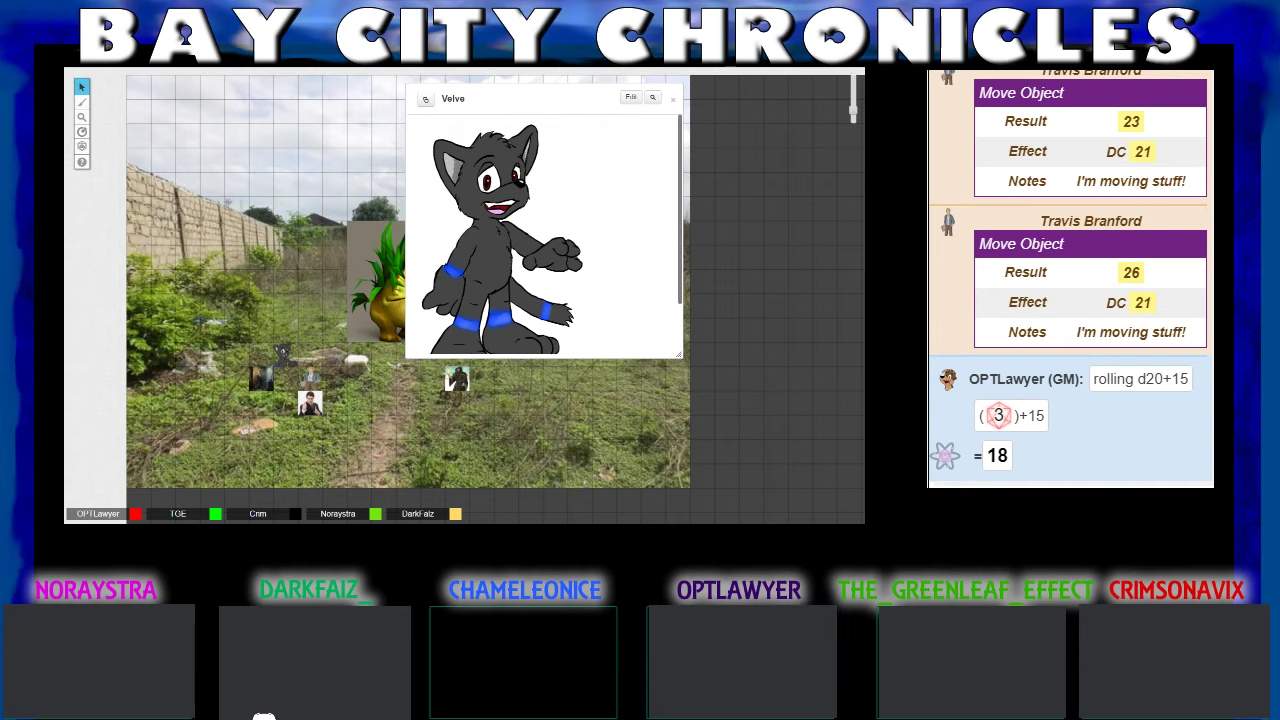 BAY CITY CHRONICLES
Velve
Edit
Travis Branford
Move Object
Result 23
Effect DC 21
Notes I'm moving stuff!
Travis Branford
Move Object
Result 26
Effect DC 21
Notes I'm moving stuff!
OPTLawyer (GM): rolling d20+15
(3)+15
=18
OPTLawyer TGE Crim Noraystra DarkFaiz
NORAYSTRA DARKFAIZ_ CHAMELEONICE OPTLAWYER THE_GREENLEAF_EFFECT CRIMSONAVIX